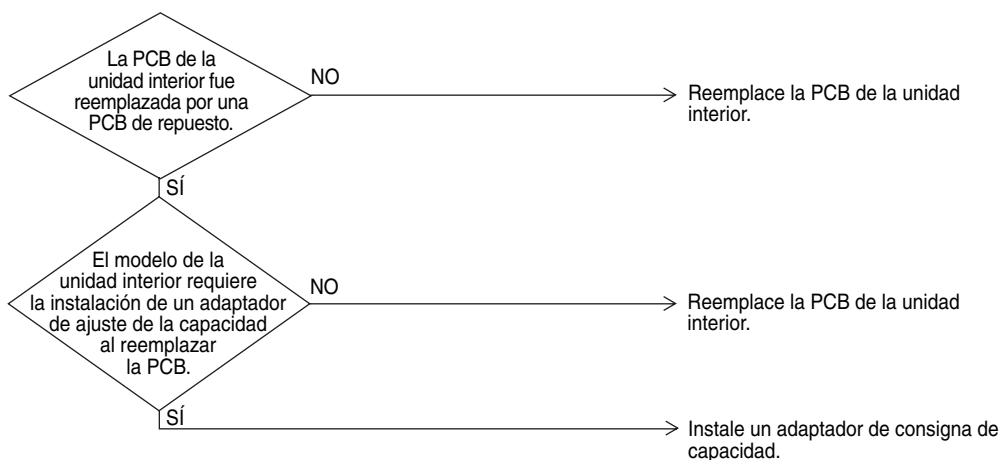 La PCB de la
unidad interior fue
reemplazada por una
PCB de repuesto.
NO
Reemplace la PCB de la unidad
interior.
SÍ
El modelo de la
unidad interior requiere
la instalación de un adaptador
de ajuste de la capacidad
al reemplazar
la PCB.
NO
Reemplace la PCB de la unidad
interior.
SÍ
Instale un adaptador de consigna de
capacidad.